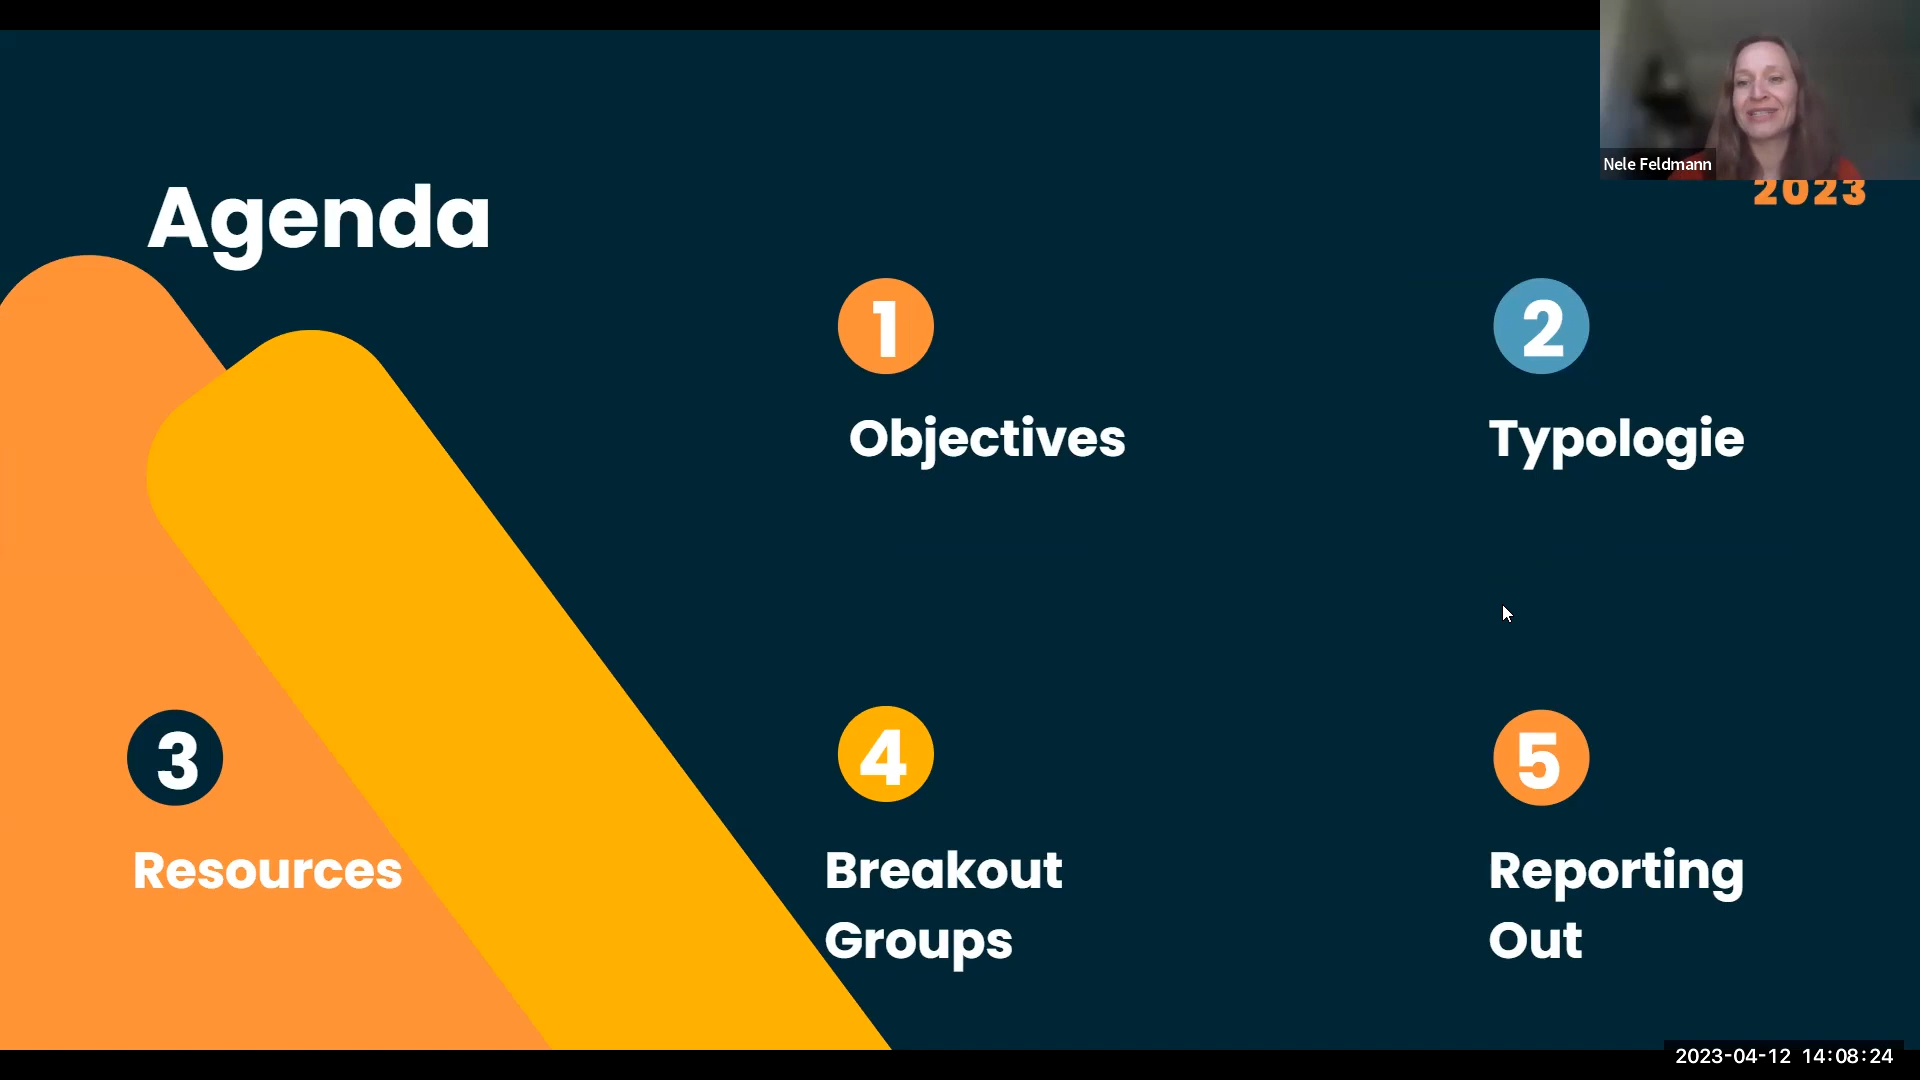 Nele Feldmann
2023
Agenda
1
Objectives
2
Typologie
3
Resources
4
Breakout
Groups
5
Reporting
Out
2023-04-12 14:08:24